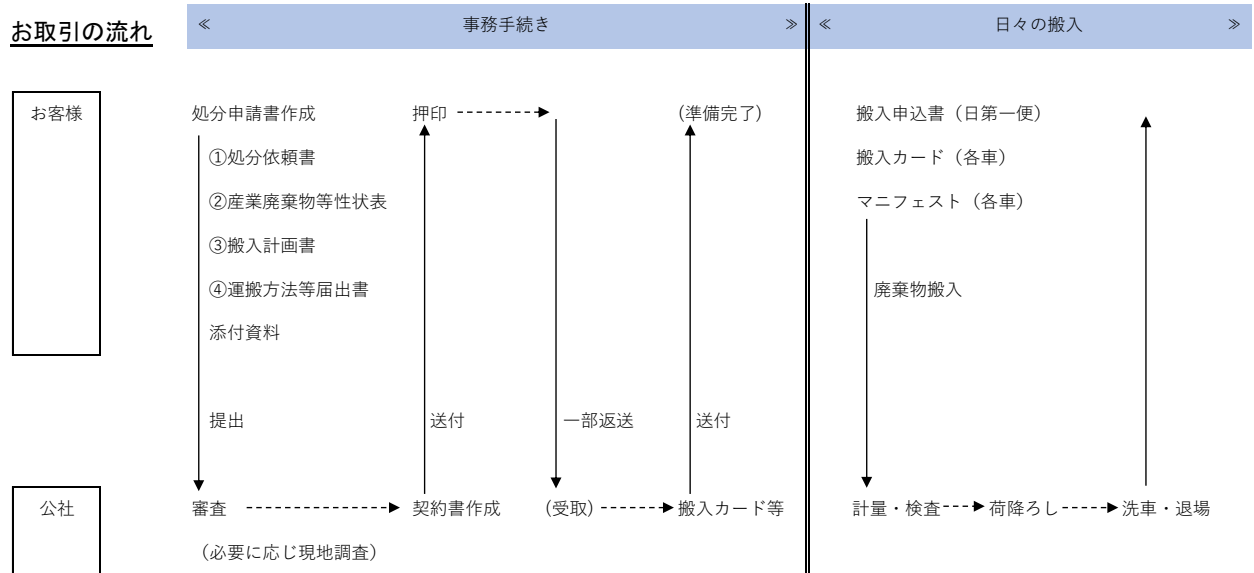 お取引の流れ
≪ 事務手続き ≫ ≪ 日々の搬入 ≫
お客様 処分申請書作成 押印 (準備完了) 搬入申込書（日第一便）
①処分依頼書 搬入カード（各車）
②産業廃棄物等性状表 マニフェスト（各車）
③搬入計画書
④運搬方法等届出書 廃棄物搬入
添付資料
提出 送付 一部返送 送付
公社 審査 契約書作成 (受取) 搬入カード等 計量・検査 荷降ろし 洗車・退場
（必要に応じ現地調査）